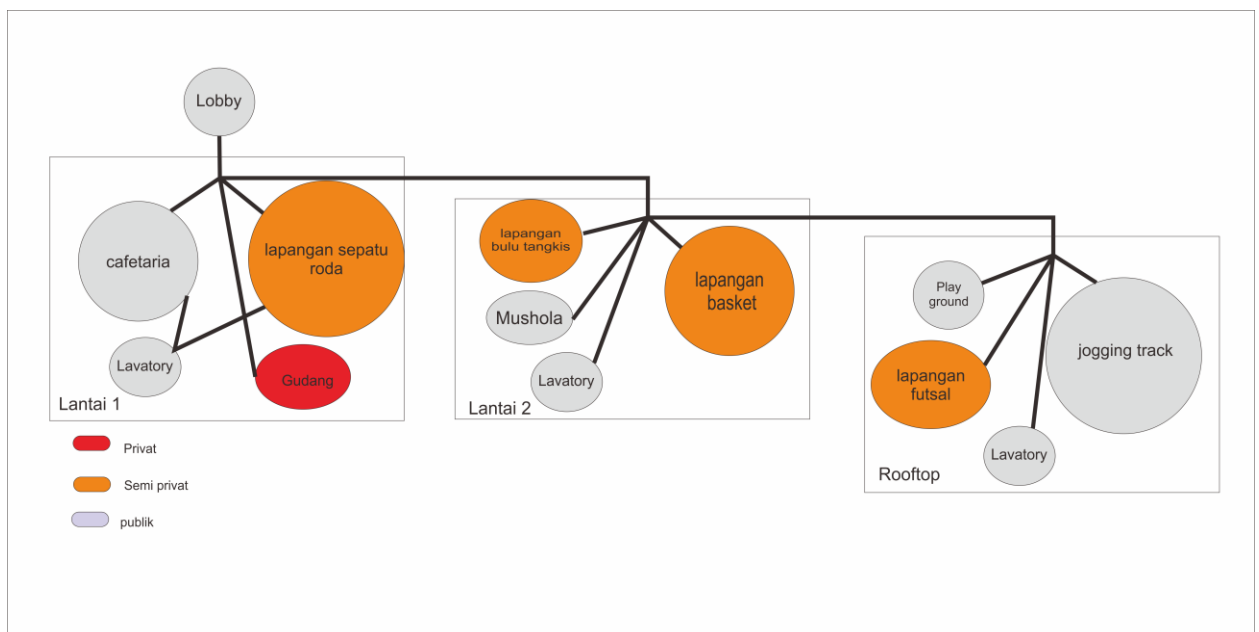 Lobby
cafetaria
lapangan sepatu
roda
Lavatory
Gudang
Lantai 1
lapangan
bulu tangkis
lapangan
basket
Mushola
Lavatory
Lantai 2
Play
ground
jogging track
lapangan
futsal
Lavatory
Rooftop
Privat
Semi privat
publik